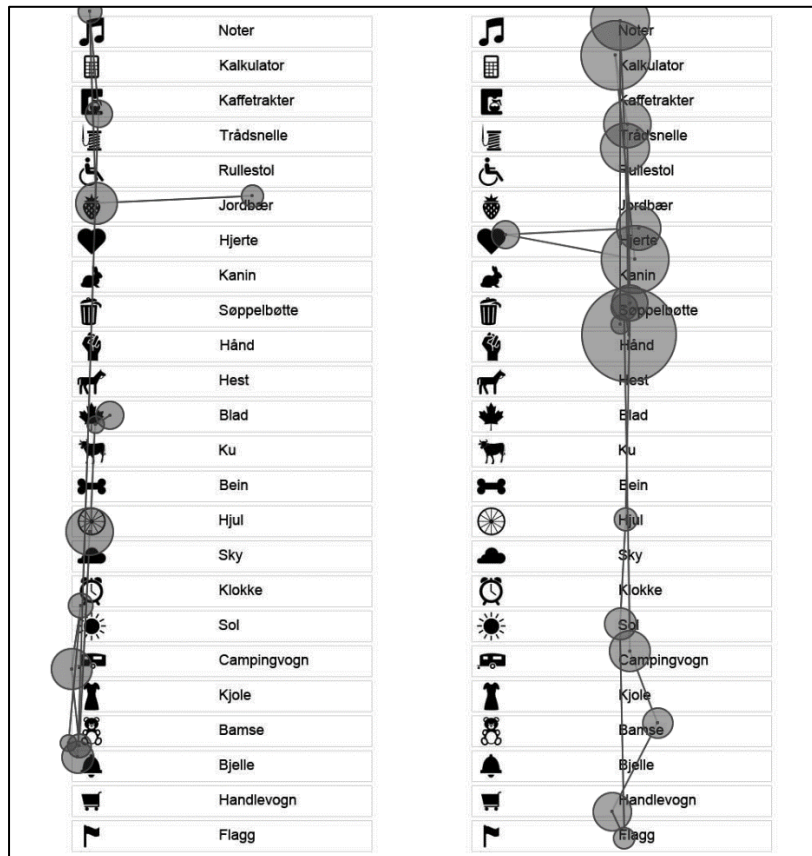 Noter
Kalkulator
Kaffetrakter
Trådsnelle
Rullestol
Jordbær
Hjerte
Kanin
Søppelbøtte
Hånd
Hest
Blad
Ku
Bein
Hjul
Sky
Klokke
Sol
Campingvogn
Kjole
Bamse
Bjelle
Handlevogn
Flagg
Noter
Kalkulator
Kaffetrakter
Trådsnelle
Rullestol
Jordbær
Hjerte
Kanin
Søppelbøtte
Hånd
Hest
Blad
Ku
Bein
Hjul
Sky
Klokke
Sol
Campingvogn
Kjole
Bamse
Bjelle
Handlevogn
Flagg